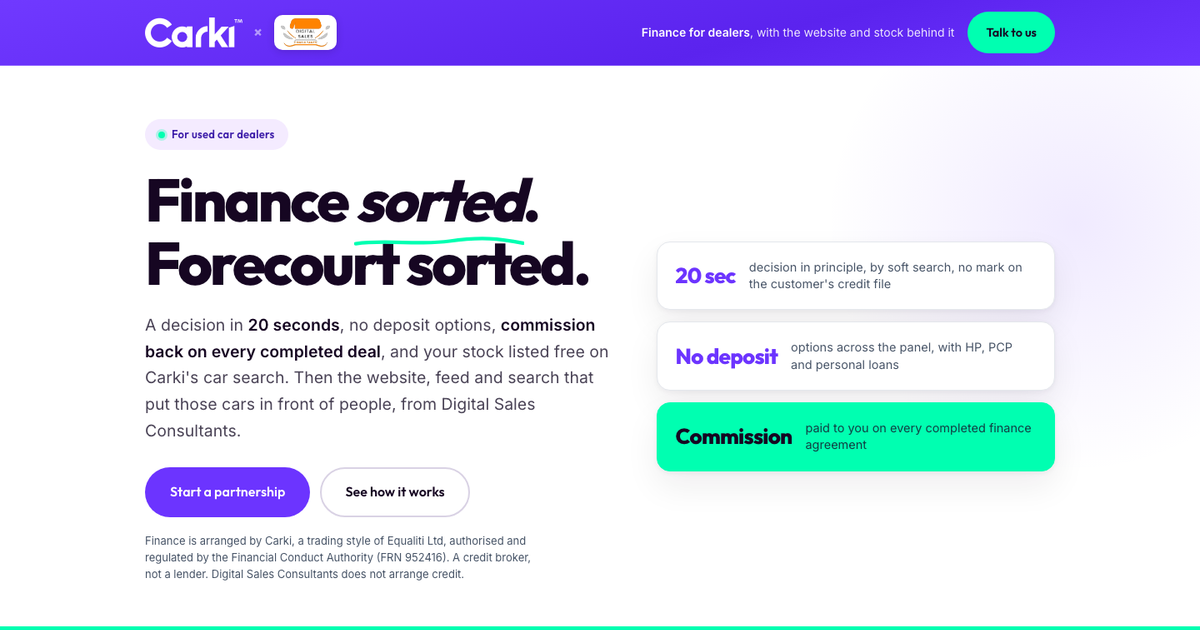 Carki™ × DIGITAL SALES
Finance for dealers, with the website and stock behind it
Talk to us
For used car dealers
Finance sorted.
Forecourt sorted.
A decision in 20 seconds, no deposit options, commission
back on every completed deal, and your stock listed free on
Carki's car search. Then the website, feed and search that
put those cars in front of people, from Digital Sales
Consultants.
Start a partnership
See how it works
Finance is arranged by Carki, a trading style of Equaliti Ltd, authorised and
regulated by the Financial Conduct Authority (FRN 952416). A credit broker,
not a lender. Digital Sales Consultants does not arrange credit.
20 sec
decision in principle, by soft search, no mark on
the customer's credit file
No deposit
options across the panel, with HP, PCP
and personal loans
Commission
paid to you on every completed finance
agreement